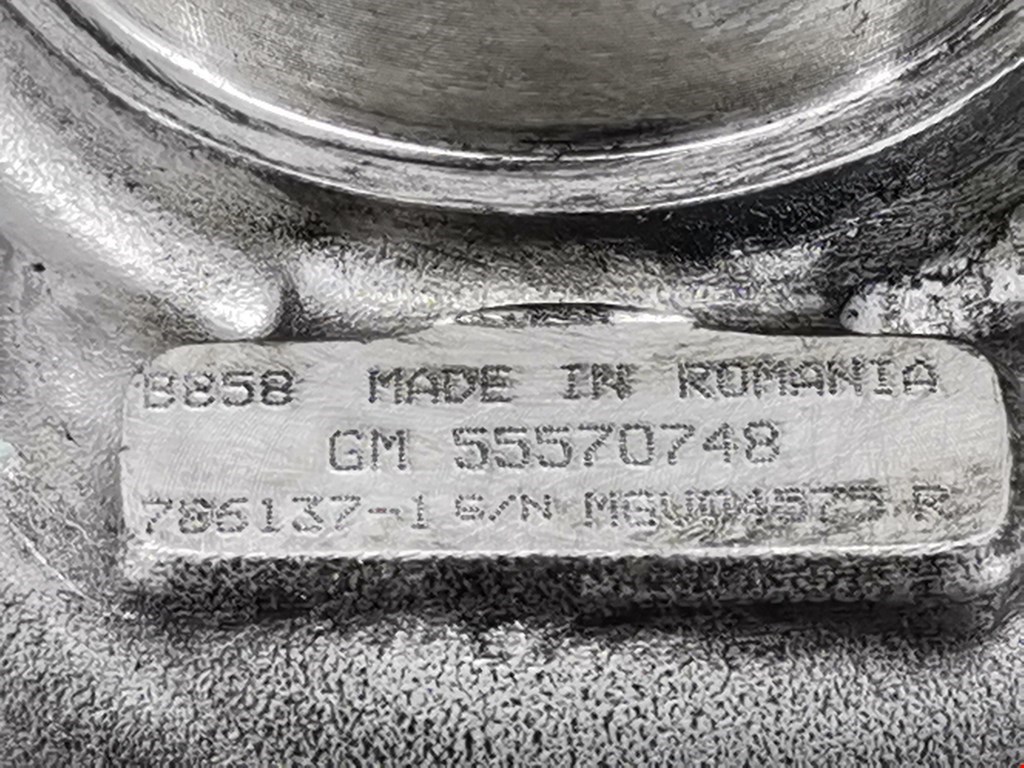 B858 MADE IN ROMANIA
GM 55570748
786137-1 S/N R